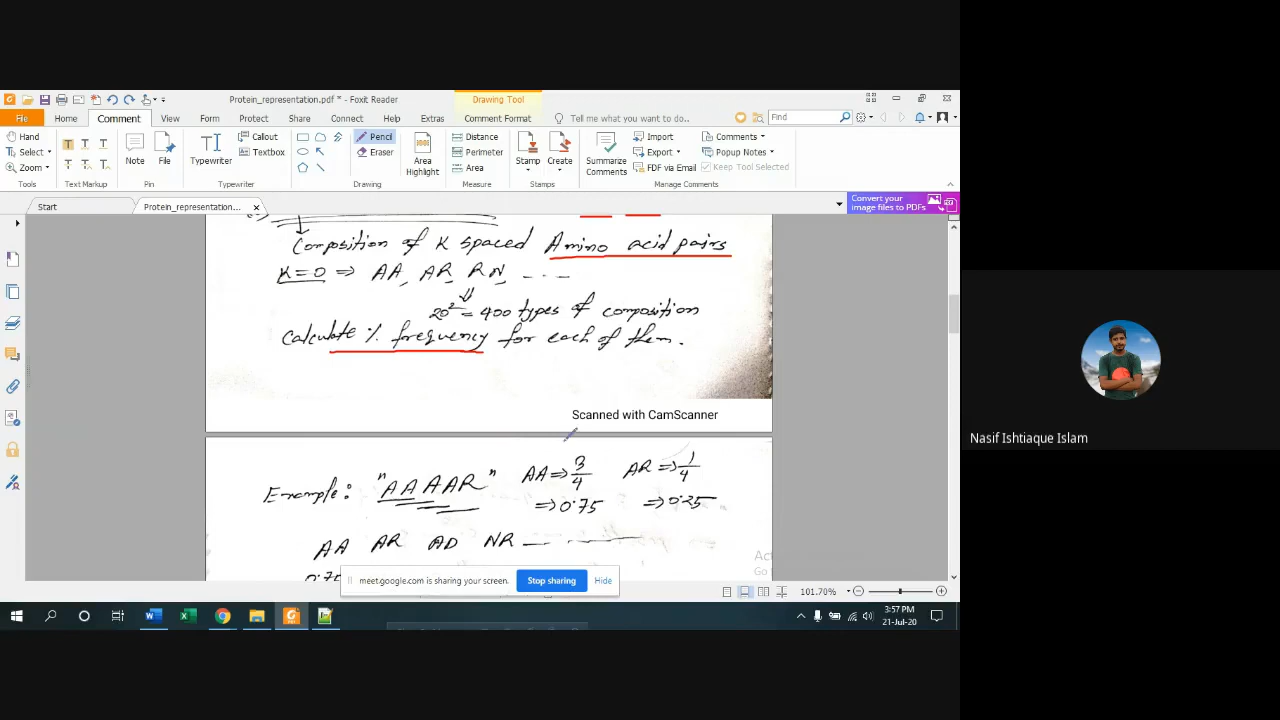 Protein_representation.pdf * - Foxit Reader
Drawing Tool
File Home Comment View Form Protect Share Connect Help Extras Comment Format Tell me what you want to do.. Find
Hand
Select
Zoom
Tools
Text Markup
Note
File
Pin
Typewriter
Callout
Textbox
Typewriter
Pencil
Eraser
Drawing
Area Highlight
Distance
Perimeter
Area
Measure
Stamp
Create
Stamps
Summarize Comments
Import
Export
FDF via Email
Comments
Popup Notes
Keep Tool Selected
Manage Comments
Start
Protein_representation....
Convert your image files to PDFs
Composition of K spaced Amino acid pairs
K=0 ⇒ AA, AR, RN, - - -
20² = 400 types of composition
Calculate % frequency for each of them.
Scanned with CamScanner
Example: "AAAAR" AA ⇒ 3/4 AR ⇒ 1/4
⇒ 0.75 ⇒ 0.25
AA AR AD NR
0.75
meet.google.com is sharing your screen. Stop sharing Hide
101.70%
3:57 PM
21-Jul-20
Nasif Ishtiaque Islam